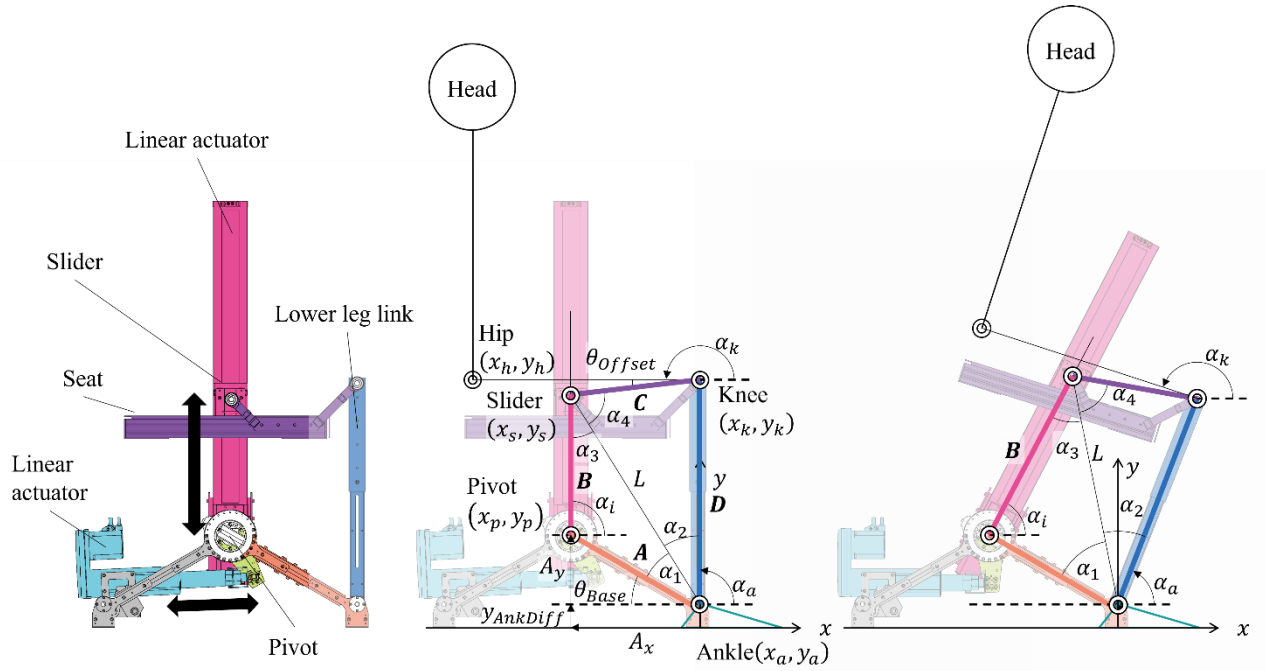 Linear actuator
Slider
Lower leg link
Seat
Linear
actuator
Pivot
Head
Hip
(x_h, y_h)
θ_Offset
α_k
Slider
(x_s, y_s)
C
α_4
Knee
(x_k, y_k)
α_3
B
L
y
D
Pivot
(x_p, y_p)
α_i
α_2
A
A_y
θ_Base
α_1
α_a
y_AnkDiff
A_x
x
Ankle(x_a, y_a)
Head
α_k
α_4
B
α_3
L
y
α_i
α_2
α_1
α_a
x